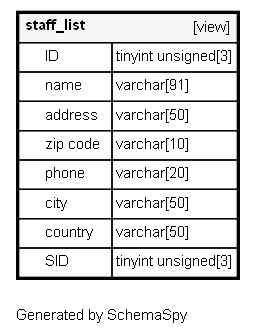 staff_list [view]
ID tinyint unsigned[3]
name varchar[91]
address varchar[50]
zip code varchar[10]
phone varchar[20]
city varchar[50]
country varchar[50]
SID tinyint unsigned[3]
Generated by SchemaSpy